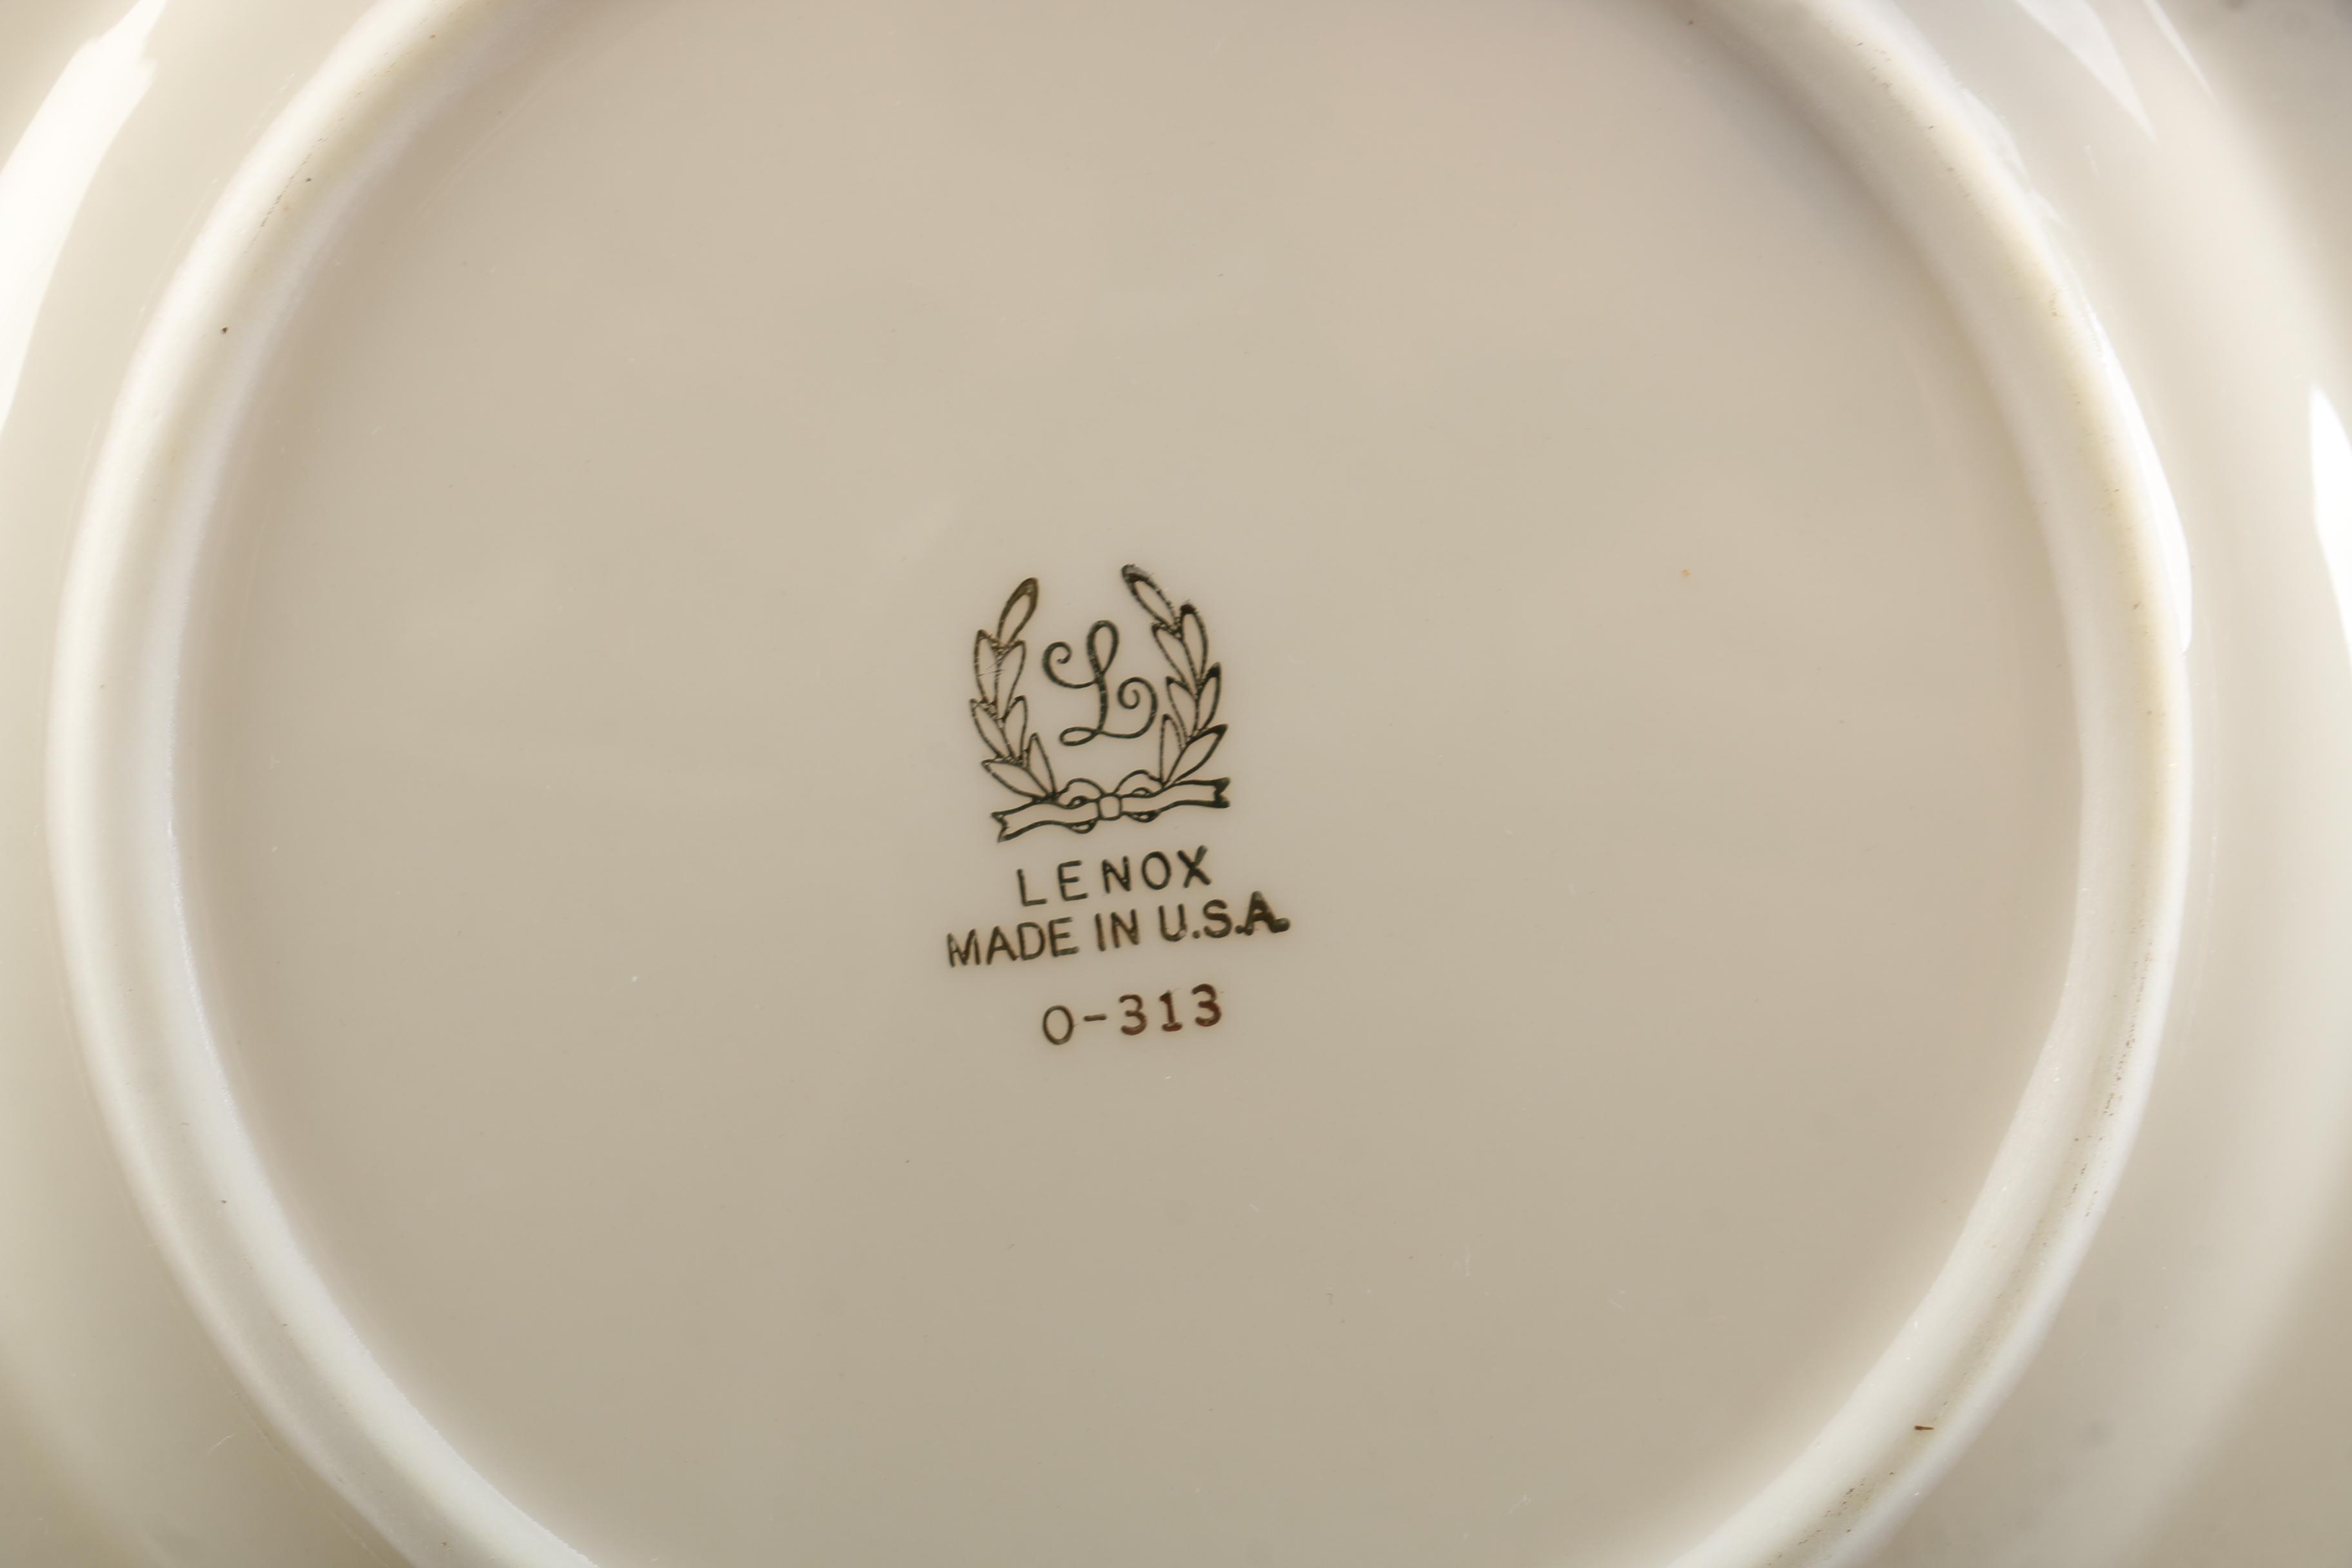 L
LENOX
MADE IN U.S.A.
O-313